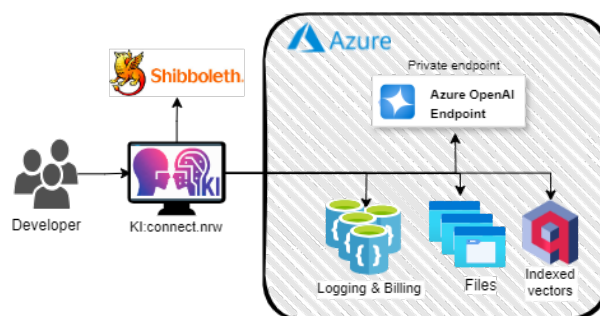 Azure
Private endpoint
Shibboleth.
Azure OpenAI
Endpoint
KI
Developer
KI:connect.nrw
Logging & Billing
Files
Indexed
vectors